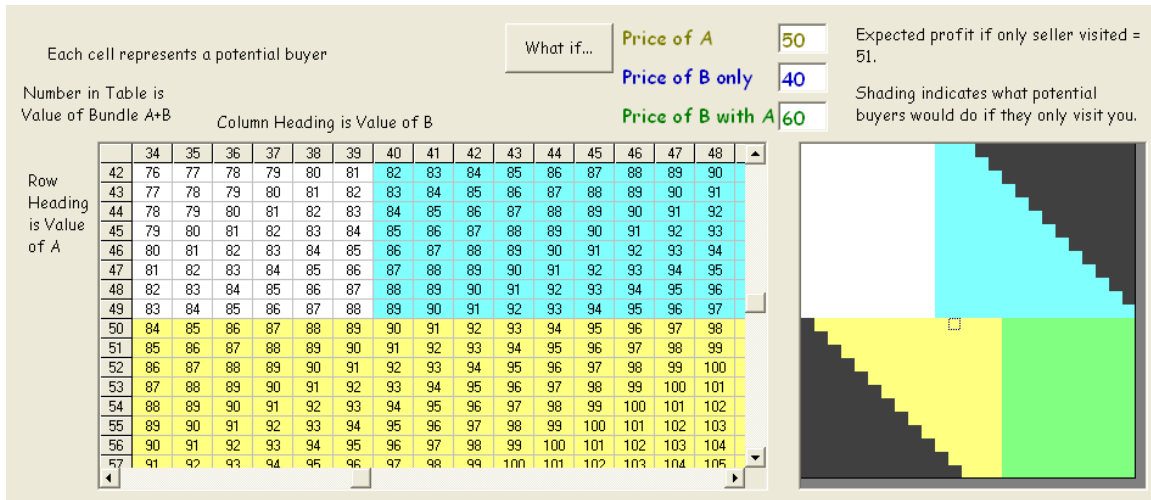 Each cell represents a potential buyer
What if...
Price of A
50
Expected profit if only seller visited =
51.
Price of B only
40
Number in Table is
Value of Bundle A+B
Shading indicates what potential
buyers would do if they only visit you.
Column Heading is Value of B
Price of B with A
60
Row
Heading
is Value
of A
34 35 36 37 38 39 40 41 42 43 44 45 46 47 48
42 76 77 78 79 80 81 82 83 84 85 86 87 88 89 90
43 77 78 79 80 81 82 83 84 85 86 87 88 89 90 91
44 78 79 80 81 82 83 84 85 86 87 88 89 90 91 92
45 79 80 81 82 83 84 85 86 87 88 89 90 91 92 93
46 80 81 82 83 84 85 86 87 88 89 90 91 92 93 94
47 81 82 83 84 85 86 87 88 89 90 91 92 93 94 95
48 82 83 84 85 86 87 88 89 90 91 92 93 94 95 96
49 83 84 85 86 87 88 89 90 91 92 93 94 95 96 97
50 84 85 86 87 88 89 90 91 92 93 94 95 96 97 98
51 85 86 87 88 89 90 91 92 93 94 95 96 97 98 99
52 86 87 88 89 90 91 92 93 94 95 96 97 98 99 100
53 87 88 89 90 91 92 93 94 95 96 97 98 99 100 101
54 88 89 90 91 92 93 94 95 96 97 98 99 100 101 102
55 89 90 91 92 93 94 95 96 97 98 99 100 101 102 103
56 90 91 92 93 94 95 96 97 98 99 100 101 102 103 104
57 91 92 93 94 95 96 97 98 99 100 101 102 103 104 105